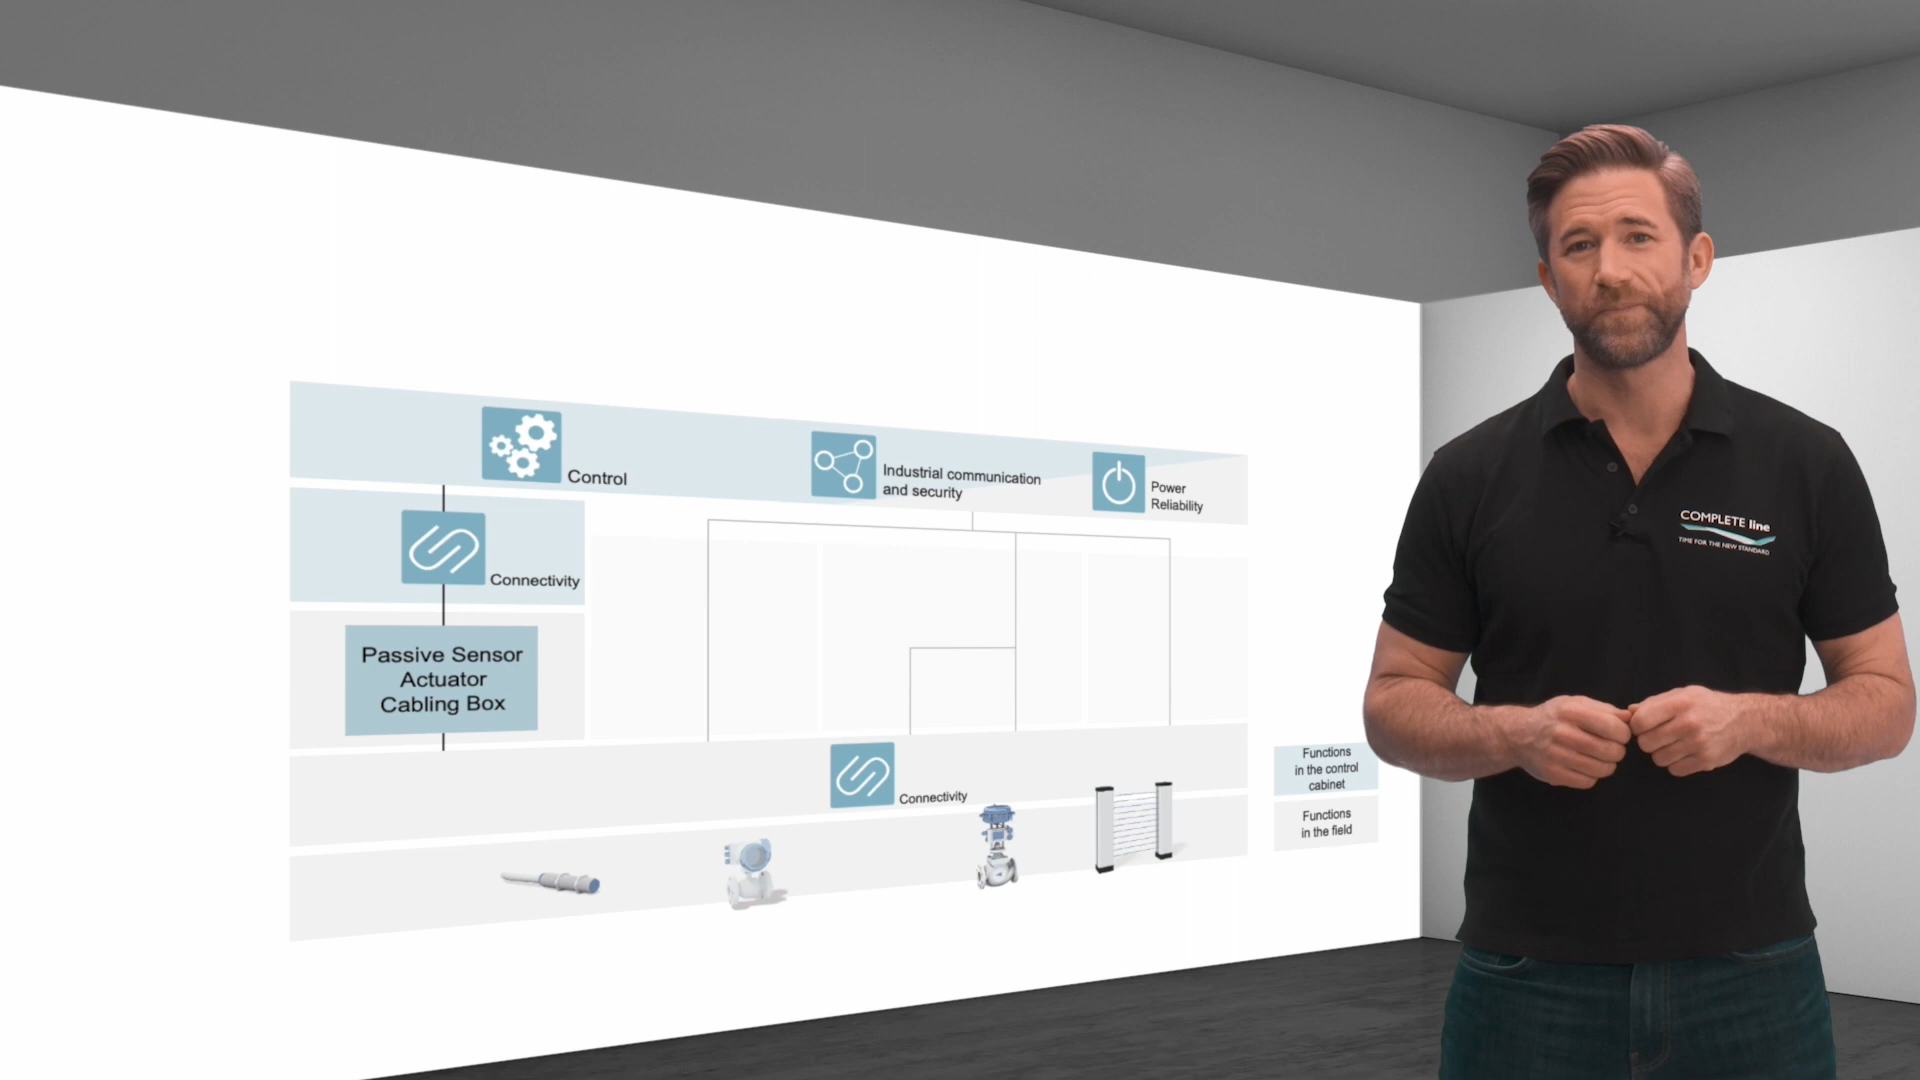 Control
Industrial communication
and security
Power
Reliability
Connectivity
Passive Sensor
Actuator
Cabling Box
Connectivity
Functions
in the control
cabinet
Functions
in the field
COMPLETE line
TIME FOR THE NEW STANDARD